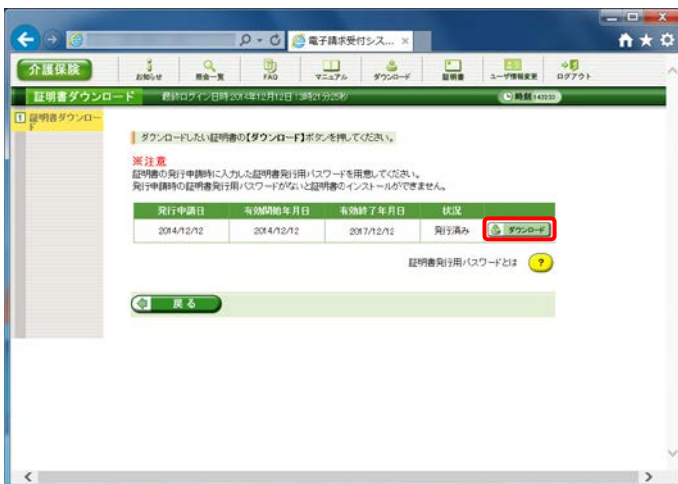 電子請求受付シス... ×
介護保険
お知らせ 照会一覧 FAQ マニュアル ダウンロード 証明書 ユーザ情報変更 ログアウト
証明書ダウンロード 最終ログイン日時 2014年12月12日 13時21分25秒 時刻 143233
1 証明書ダウンロー
ド
ダウンロードしたい証明書の【ダウンロード】ボタンを押してください。
※注意
証明書の発行申請時に入力した証明書発行用パスワードを用意してください。
発行申請時の証明書発行用パスワードがないと証明書のインストールができません。
発行申請日 有効開始年月日 有効終了年月日 状況
2014/12/12 2014/12/12 2017/12/12 発行済み ダウンロード
証明書発行用パスワードとは ?
戻る